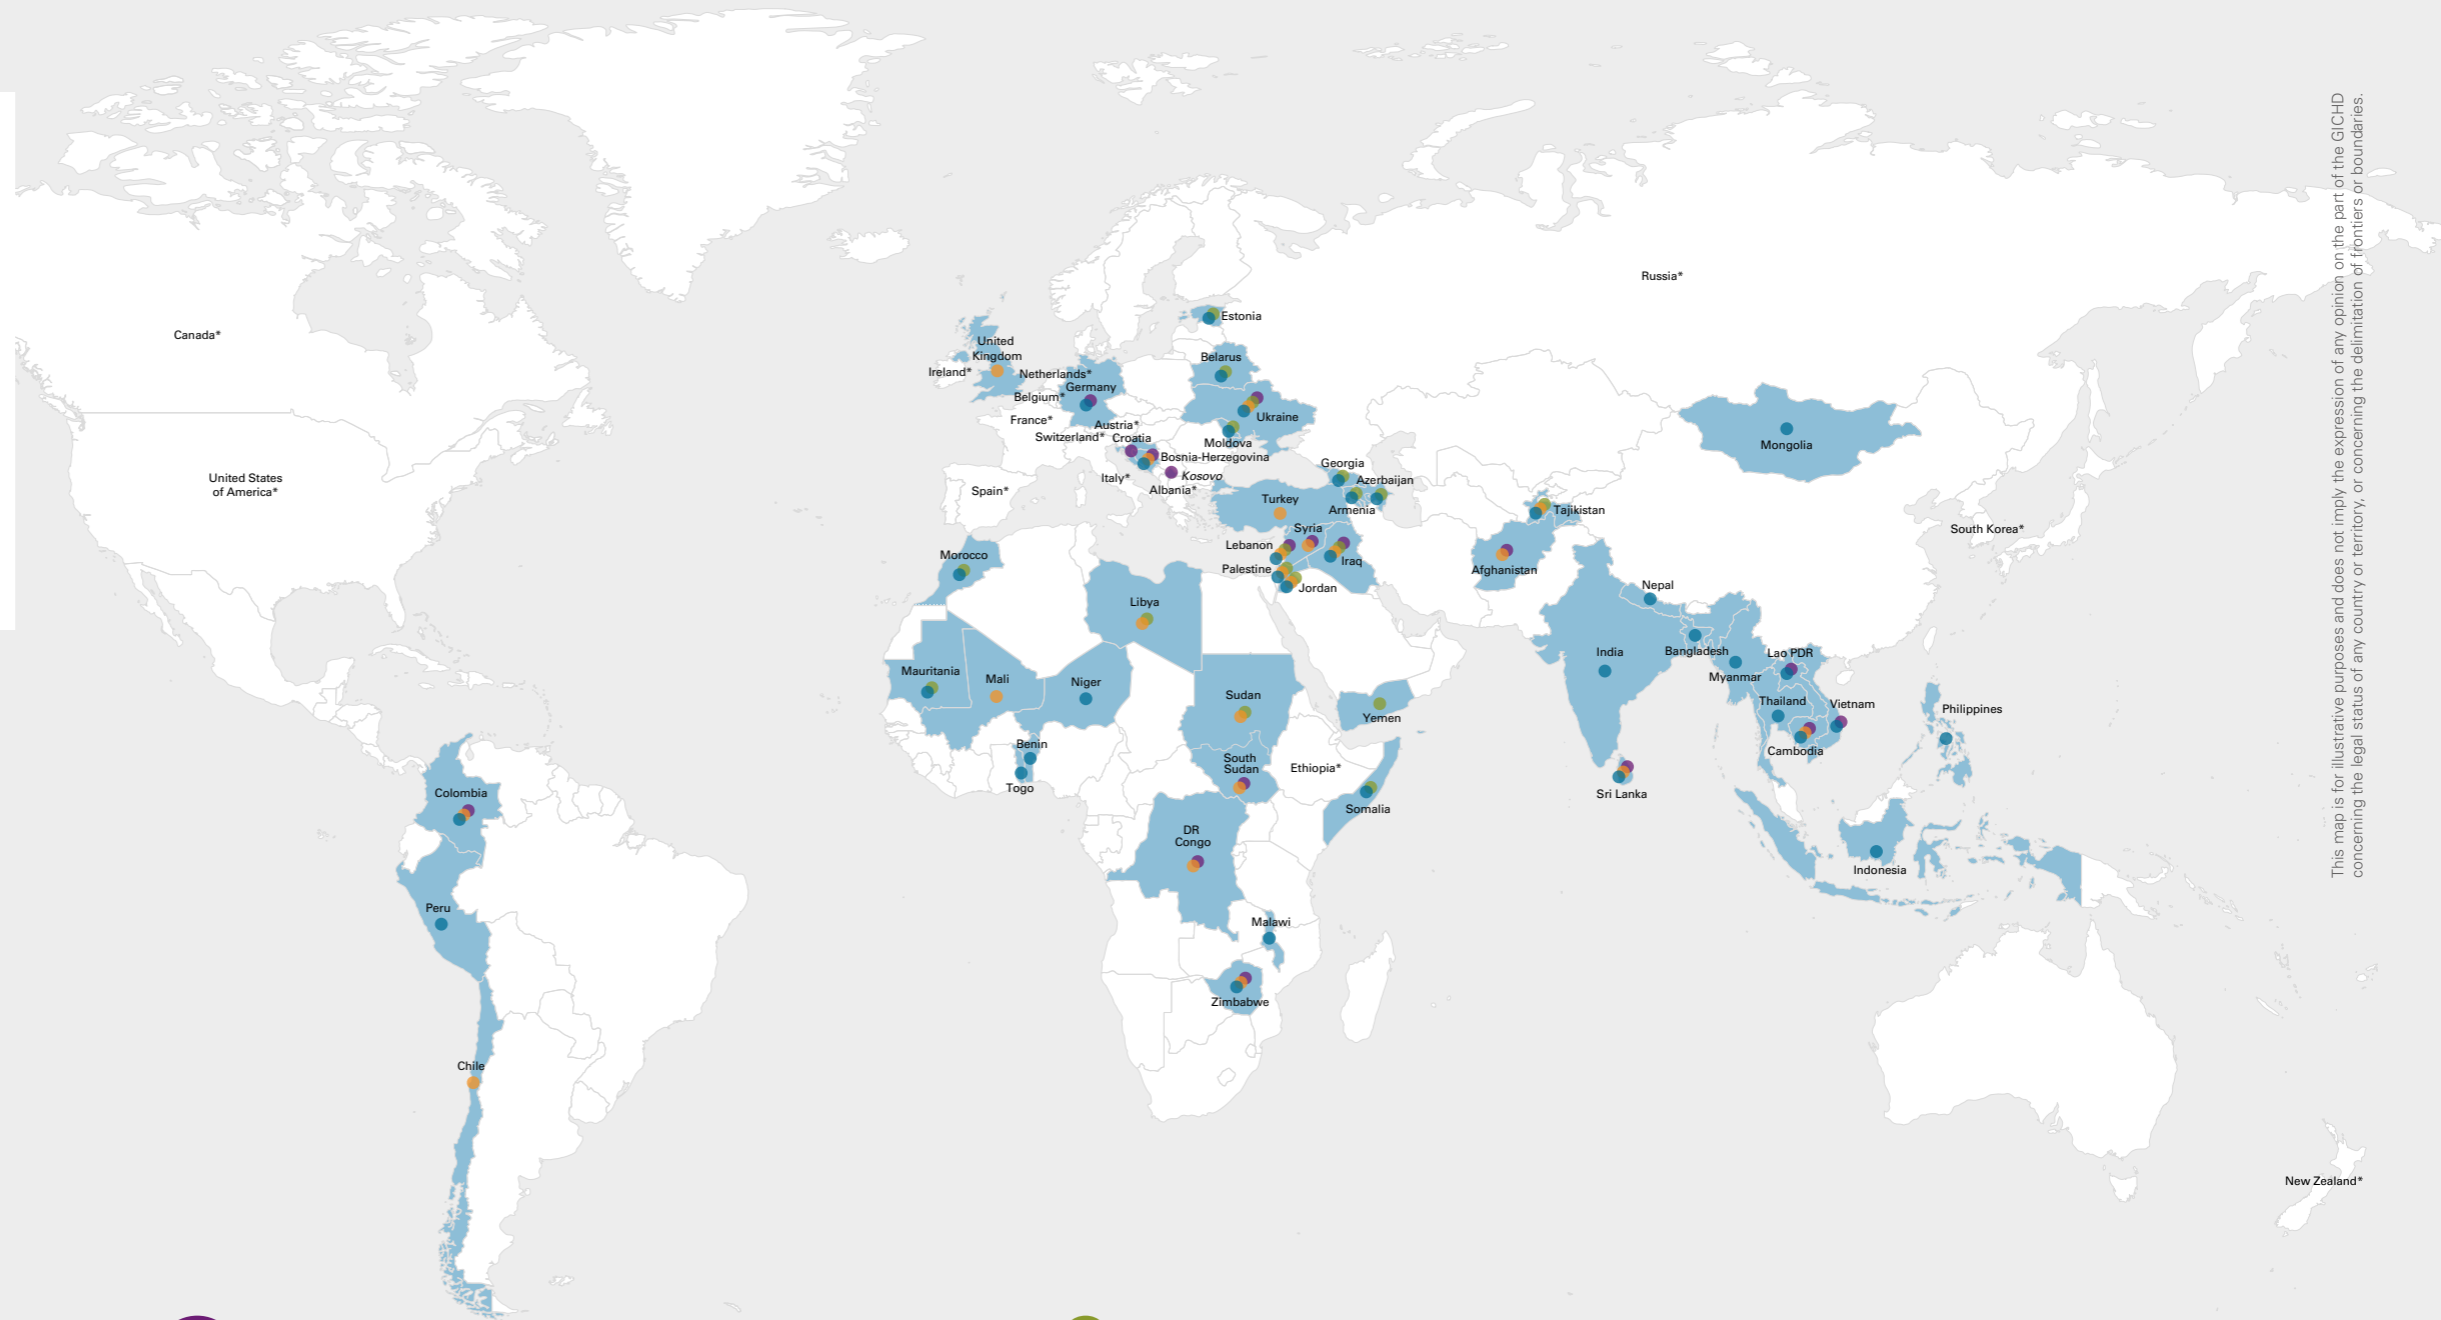 Canada*
United States
of America*
Colombia
Peru
Chile
Russia*
Estonia
United
Kingdom
Ireland*
Netherlands*
Germany
Belgium*
France*
Belarus
Ukraine
Austria*
Switzerland*
Croatia
Moldova
Bosnia-Herzegovina
Italy*
Kosovo
Albania*
Spain*
Georgia
Azerbaijan
Turkey
Armenia
Tajikistan
Mongolia
South Korea*
Syria
Lebanon
Iraq
Palestine
Jordan
Afghanistan
Morocco
Libya
Nepal
Mauritania
Mali
Niger
Sudan
Yemen
India
Bangladesh
Lao PDR
Myanmar
Thailand
Vietnam
Philippines
Cambodia
Benin
Togo
South
Sudan
Ethiopia*
Somalia
Sri Lanka
DR
Congo
Indonesia
Malawi
Zimbabwe
New Zealand*
This map is for illustrative purposes and does not imply the expression of any opinion on the part of the GICHD
concerning the legal status of any country or territory, or concerning the delimitation of frontiers or boundaries.